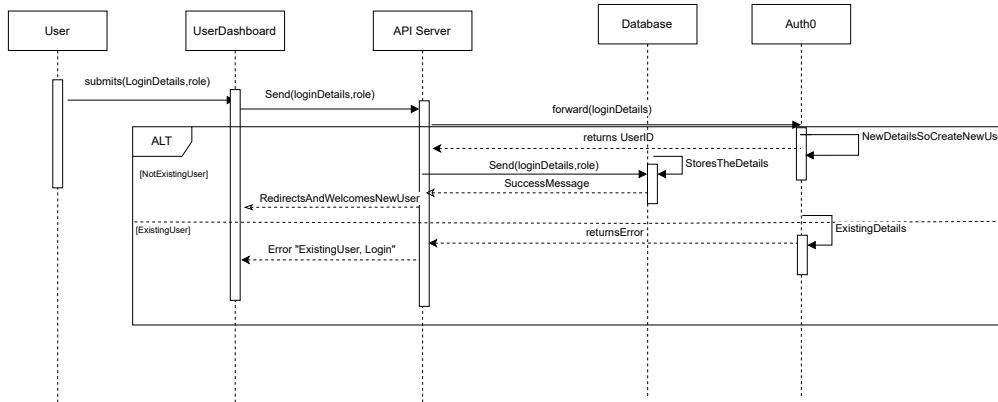 User
UserDashboard
API Server
Database
Auth0
submits(LoginDetails,role)
Send(loginDetails,role)
forward(loginDetails)
ALT
returns UserID
NewDetailsSoCreateNewUse
[NotExistingUser]
Send(loginDetails,role)
StoresTheDetails
SuccessMessage
RedirectsAndWelcomesNewUser
[ExistingUser]
returnsError
ExistingDetails
Error "ExistingUser, Login"